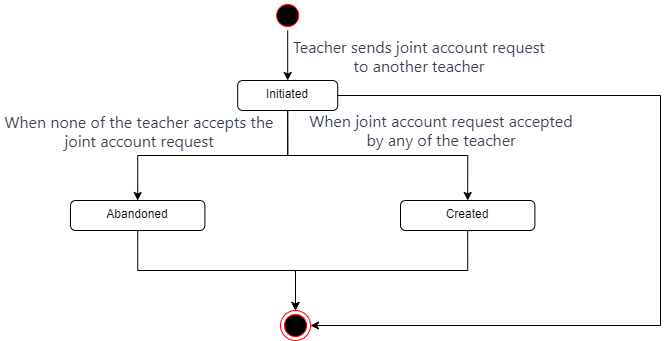 Teacher sends joint account request
to another teacher
Initiated
When none of the teacher accepts the
joint account request
When joint account request accepted
by any of the teacher
Abandoned
Created